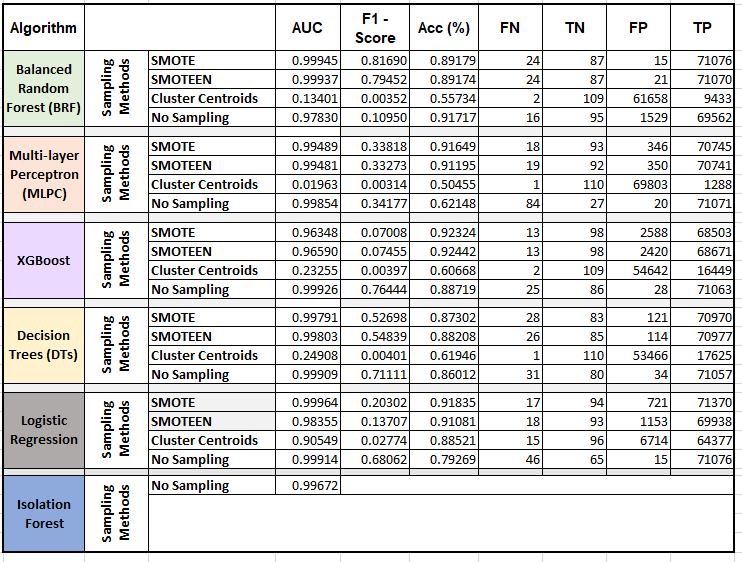 Algorithm AUC F1 - Score Acc (%) FN TN FP TP
Balanced Random Forest (BRF)
Sampling Methods
SMOTE 0.99945 0.81690 0.89179 24 87 15 71076
SMOTEEN 0.99937 0.79452 0.89174 24 87 21 71070
Cluster Centroids 0.13401 0.00352 0.55734 2 109 61658 9433
No Sampling 0.97830 0.10950 0.91717 16 95 1529 69562
Multi-layer Perceptron (MLPC)
Sampling Methods
SMOTE 0.99489 0.33818 0.91649 18 93 346 70745
SMOTEEN 0.99481 0.33273 0.91195 19 92 350 70741
Cluster Centroids 0.01963 0.00314 0.50455 1 110 69803 1288
No Sampling 0.99854 0.34177 0.62148 84 27 20 71071
XGBoost
Sampling Methods
SMOTE 0.96348 0.07008 0.92324 13 98 2588 68503
SMOTEEN 0.96590 0.07455 0.92442 13 98 2420 68671
Cluster Centroids 0.23255 0.00397 0.60668 2 109 54642 16449
No Sampling 0.99926 0.76444 0.88719 25 86 28 71063
Decision Trees (DTs)
Sampling Methods
SMOTE 0.99791 0.52698 0.87302 28 83 121 70970
SMOTEEN 0.99803 0.54839 0.88208 26 85 114 70977
Cluster Centroids 0.24908 0.00401 0.61946 1 110 53466 17625
No Sampling 0.99909 0.71111 0.86012 31 80 34 71057
Logistic Regression
Sampling Methods
SMOTE 0.99964 0.20302 0.91835 17 94 721 71370
SMOTEEN 0.98355 0.13707 0.91081 18 93 1153 69938
Cluster Centroids 0.90549 0.02774 0.88521 15 96 6714 64377
No Sampling 0.99914 0.68062 0.79269 46 65 15 71076
Isolation Forest
Sampling Methods
No Sampling 0.99672